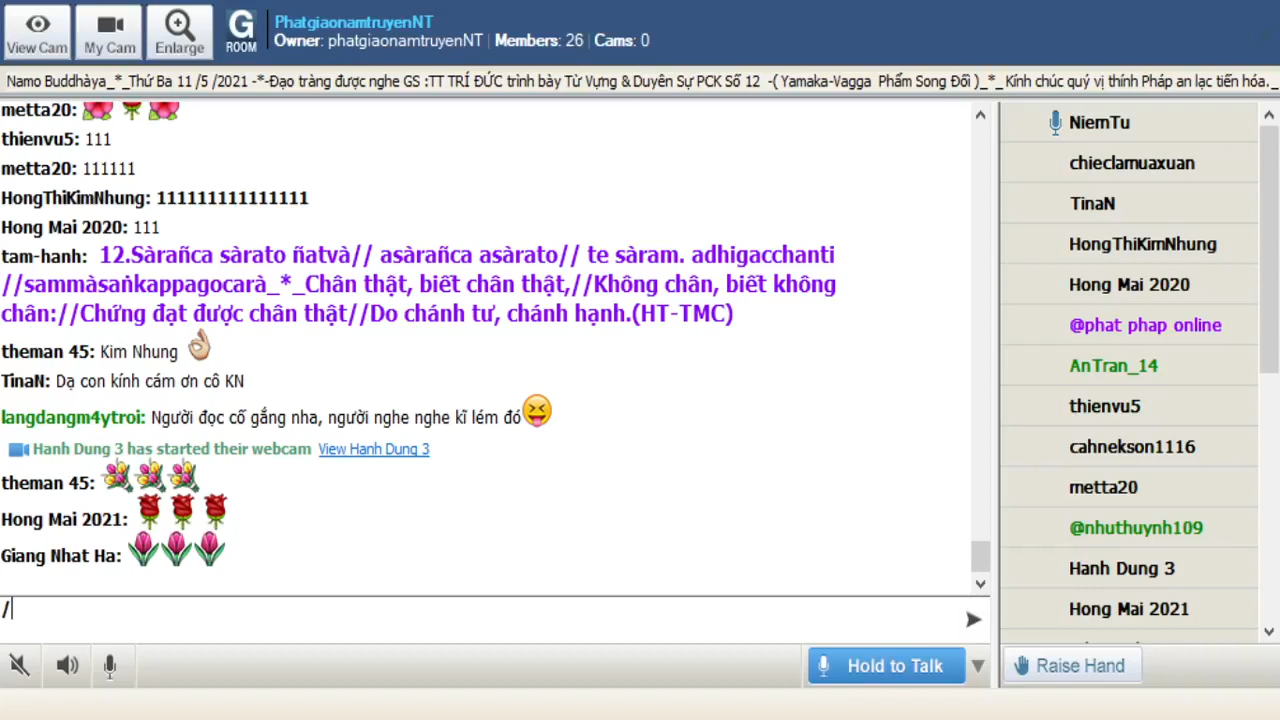 View Cam
My Cam
Enlarge
G
ROOM
PhatgiaonamtruyenNT
Owner: phatgiaonamtruyenNT | Members: 26 | Cams: 0
Namo Buddhàya_*_Thứ Ba 11 /5 /2021 -*-Đạo tràng được nghe GS :TT TRÍ ĐỨC trình bày Từ Vựng & Duyên Sự PCK Số 12 -( Yamaka-Vagga Phẩm Song Đối )_*_Kính chúc quý vị thính Pháp an lạc tiến hóa._
metta20:
thienvu5: 111
metta20: 111111
HongThiKimNhung: 111111111111111
Hong Mai 2020: 111
tam-hanh: 12.Sàrañca sàrato ñatvà// asàrañca asàrato// te sàram. adhigacchanti
//sammàsaṅkappagocarà_*_Chân thật, biết chân thật,//Không chân, biết không
chân://Chứng đạt được chân thật//Do chánh tư, chánh hạnh.(HT-TMC)
theman 45: Kim Nhung
TinaN: Dạ con kính cám ơn cô KN
langdangm4ytroi: Người đọc cố gắng nha, người nghe nghe kĩ lém đó
Hanh Dung 3 has started their webcam View Hanh Dung 3
theman 45:
Hong Mai 2021:
Giang Nhat Ha:
/
Hold to Talk
NiemTu
chieclamuaxuan
TinaN
HongThiKimNhung
Hong Mai 2020
@phat phap online
AnTran_14
thienvu5
cahnekson1116
metta20
@nhuthuynh109
Hanh Dung 3
Hong Mai 2021
Raise Hand